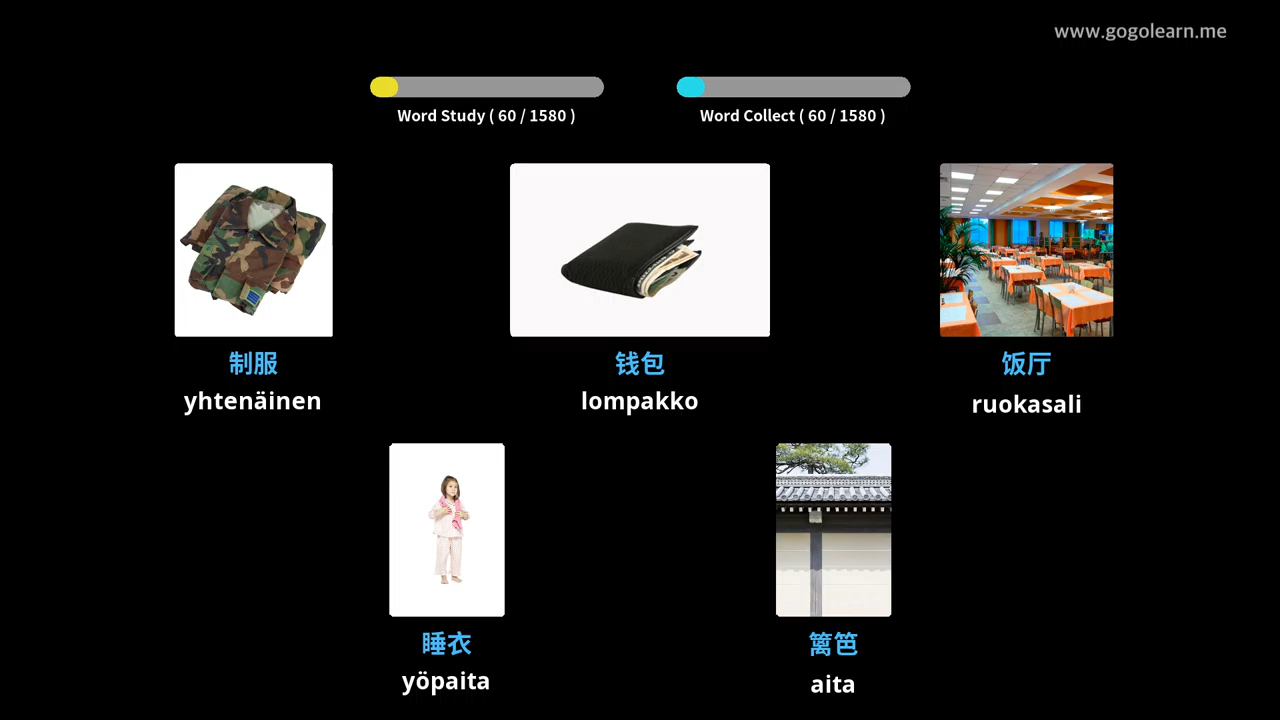 www.gogolearn.me
Word Study ( 60 / 1580 )
Word Collect ( 60 / 1580 )
制服
yhtenäinen
钱包
lompakko
饭厅
ruokasali
睡衣
yöpaita
篱笆
aita